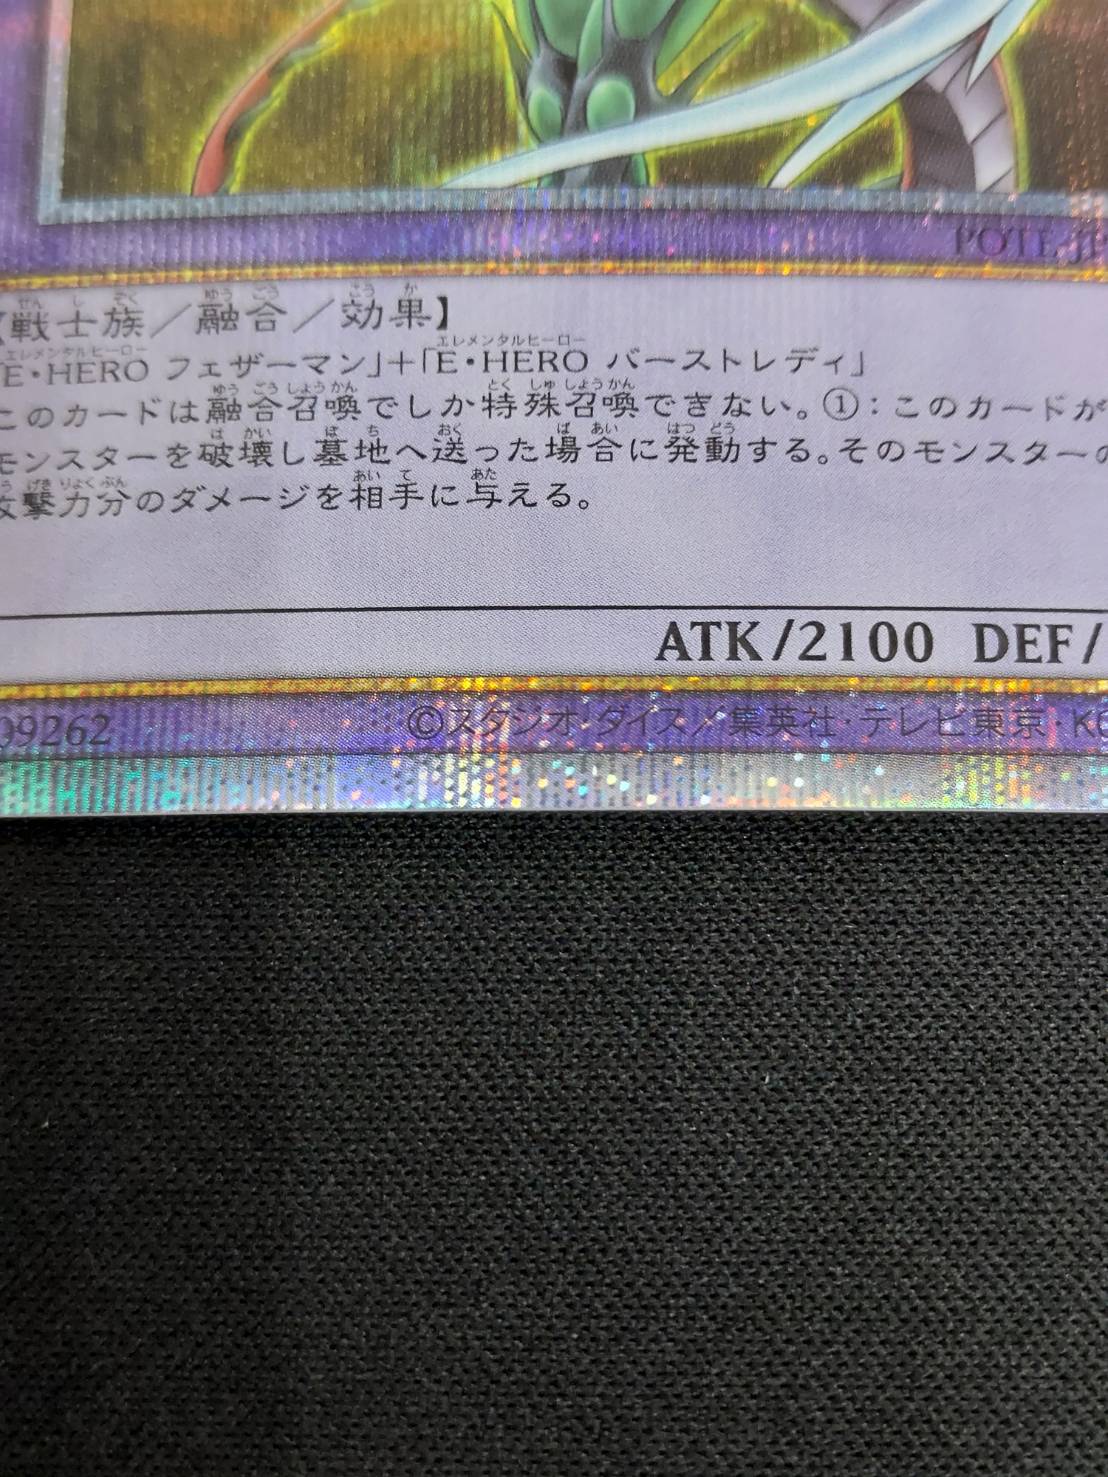 POTE-JP
【戦士族／融合／効果】
E・HERO フェザーマン」＋「E・HERO バーストレディ」
このカードは融合召喚でしか特殊召喚できない。①：このカードが
モンスターを破壊し墓地へ送った場合に発動する。そのモンスターの
攻撃力分のダメージを相手に与える。
ATK/2100 DEF/
09262 ©スタジオ・ダイス／集英社・テレビ東京・KO